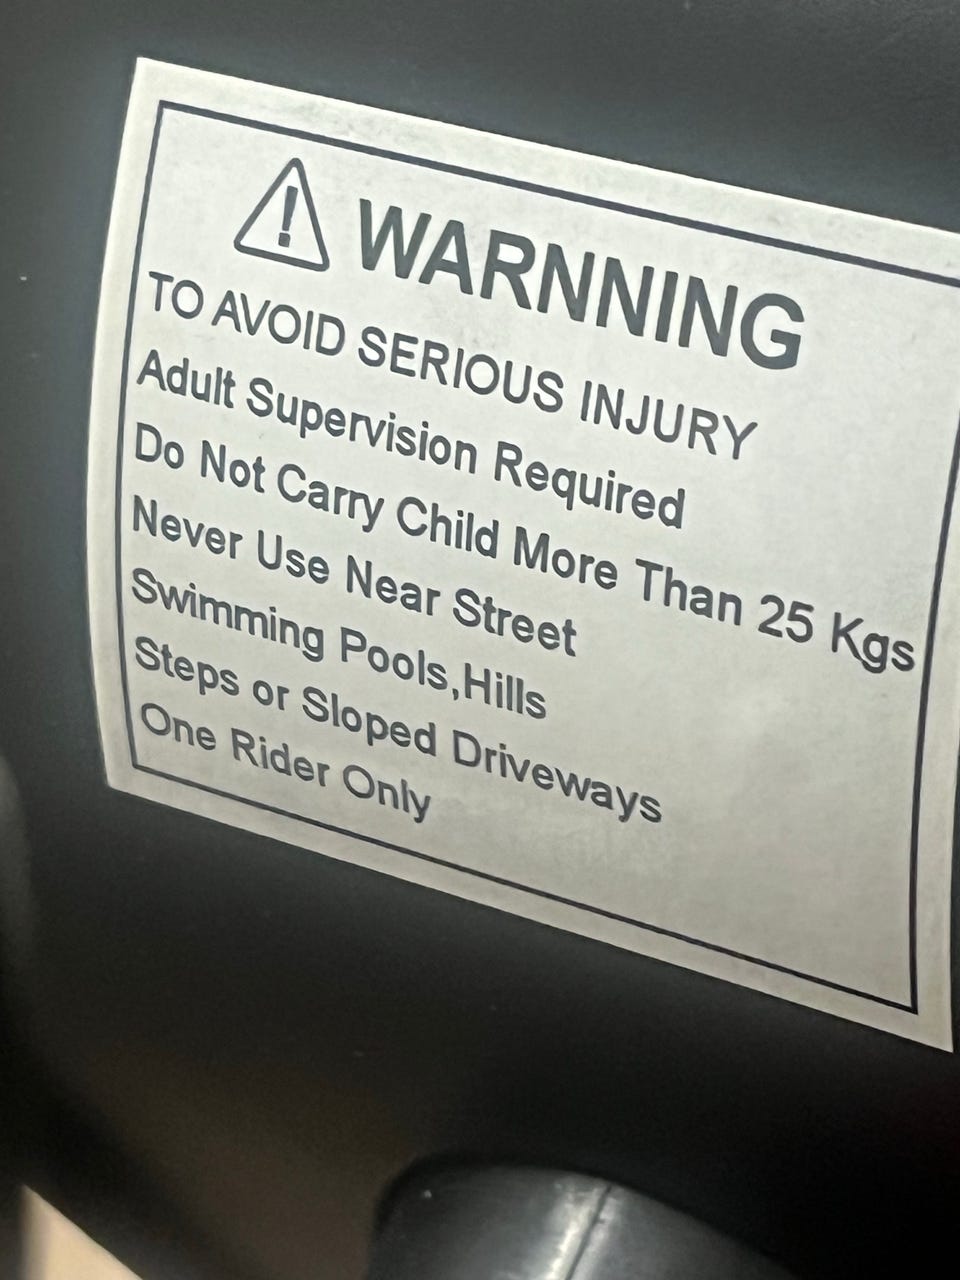 WARNNING
TO AVOID SERIOUS INJURY
Adult Supervision Required
Do Not Carry Child More Than 25 Kgs
Never Use Near Street
Swimming Pools,Hills
Steps or Sloped Driveways
One Rider Only